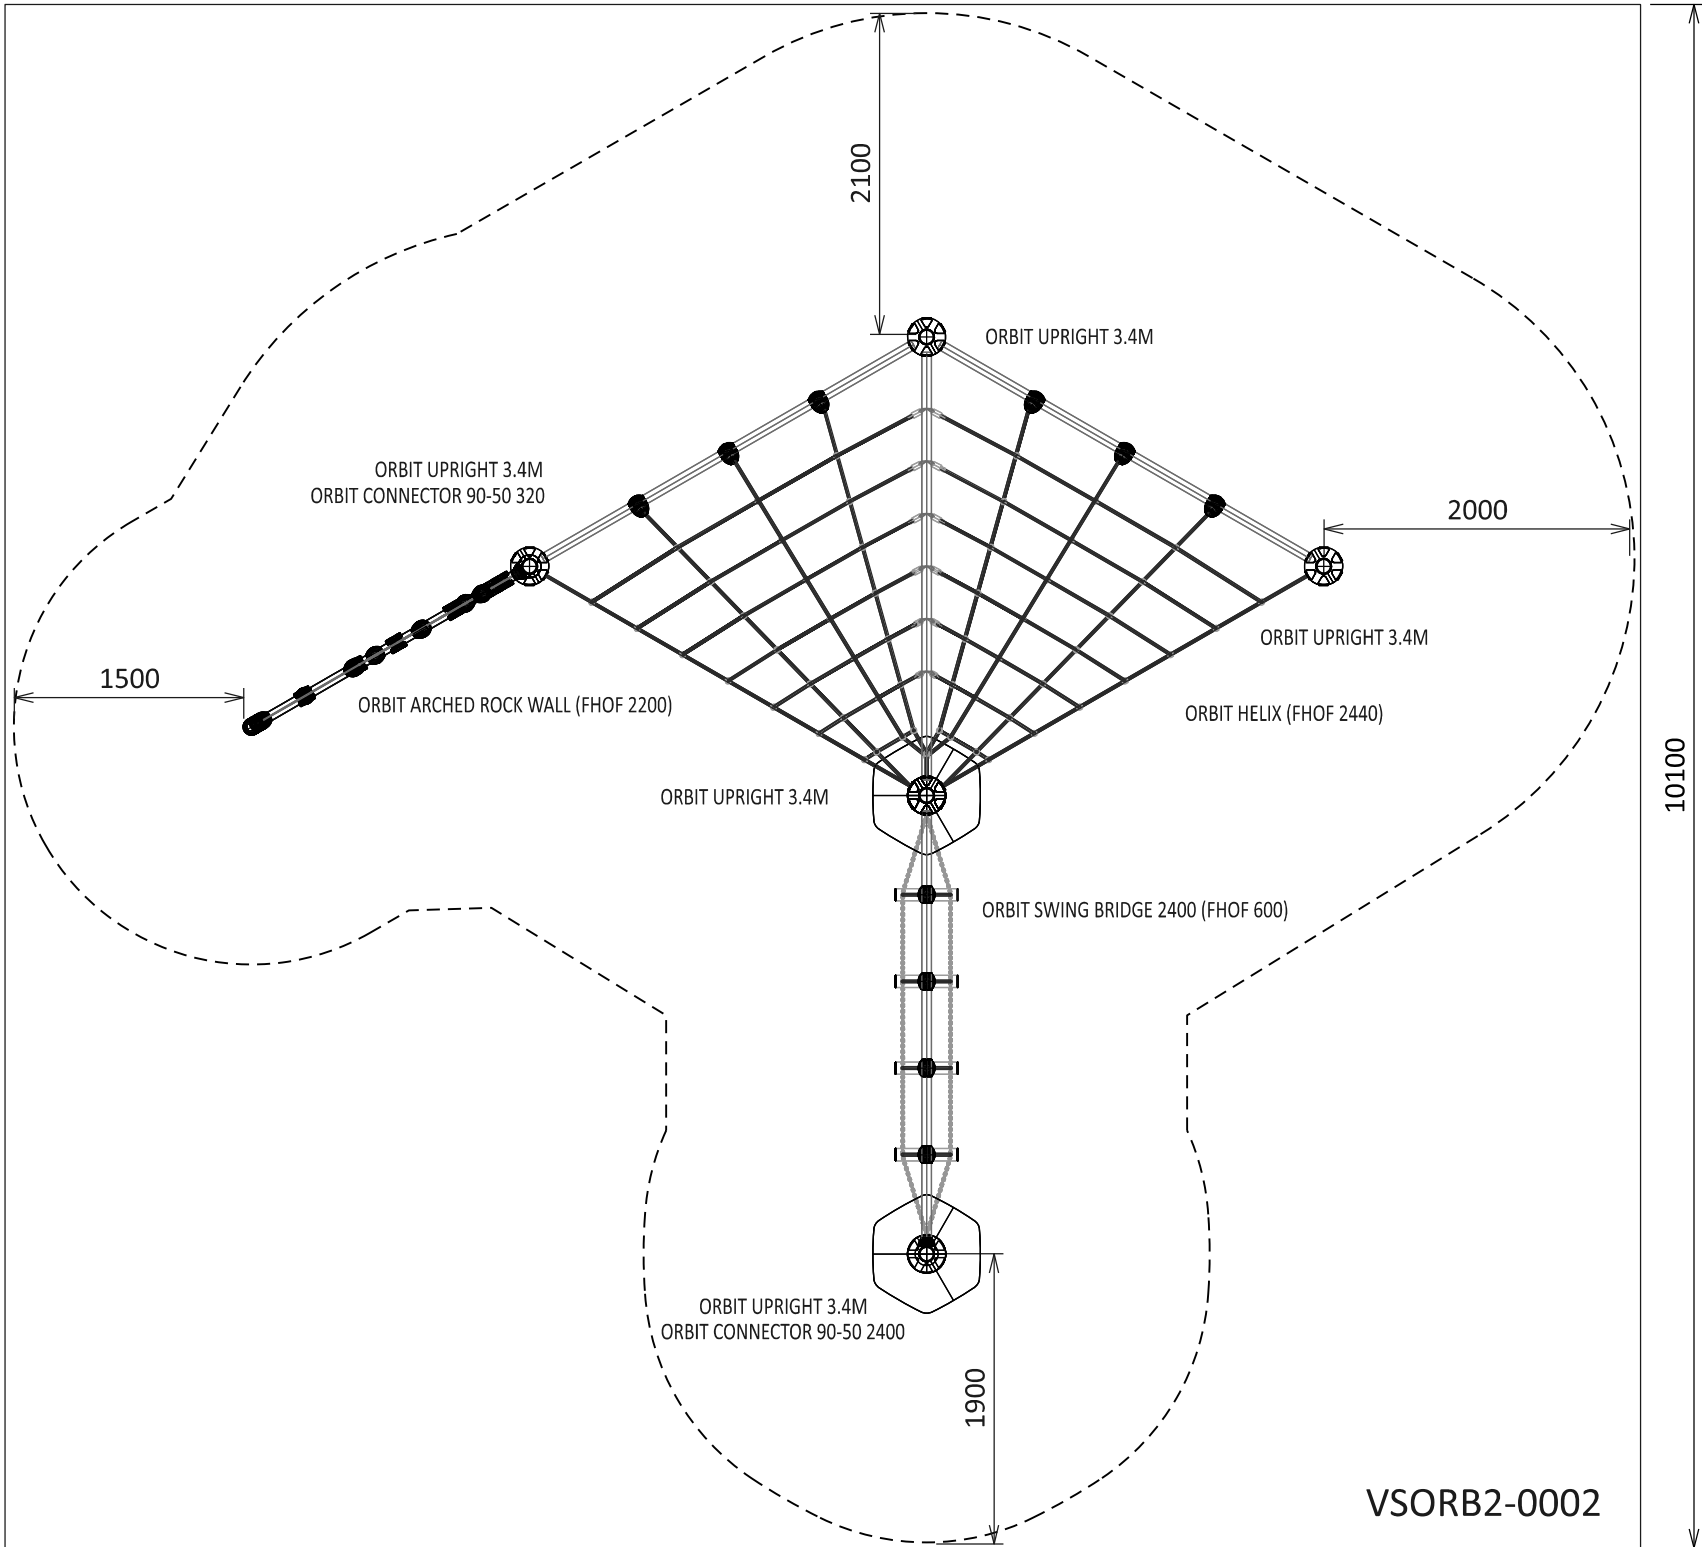 2100
ORBIT UPRIGHT 3.4M
ORBIT UPRIGHT 3.4M
ORBIT CONNECTOR 90-50 320
2000
ORBIT UPRIGHT 3.4M
1500
ORBIT ARCHED ROCK WALL (FHOF 2200)
ORBIT HELIX (FHOF 2440)
10100
ORBIT UPRIGHT 3.4M
ORBIT SWING BRIDGE 2400 (FHOF 600)
ORBIT UPRIGHT 3.4M
ORBIT CONNECTOR 90-50 2400
1900
VSORB2-0002